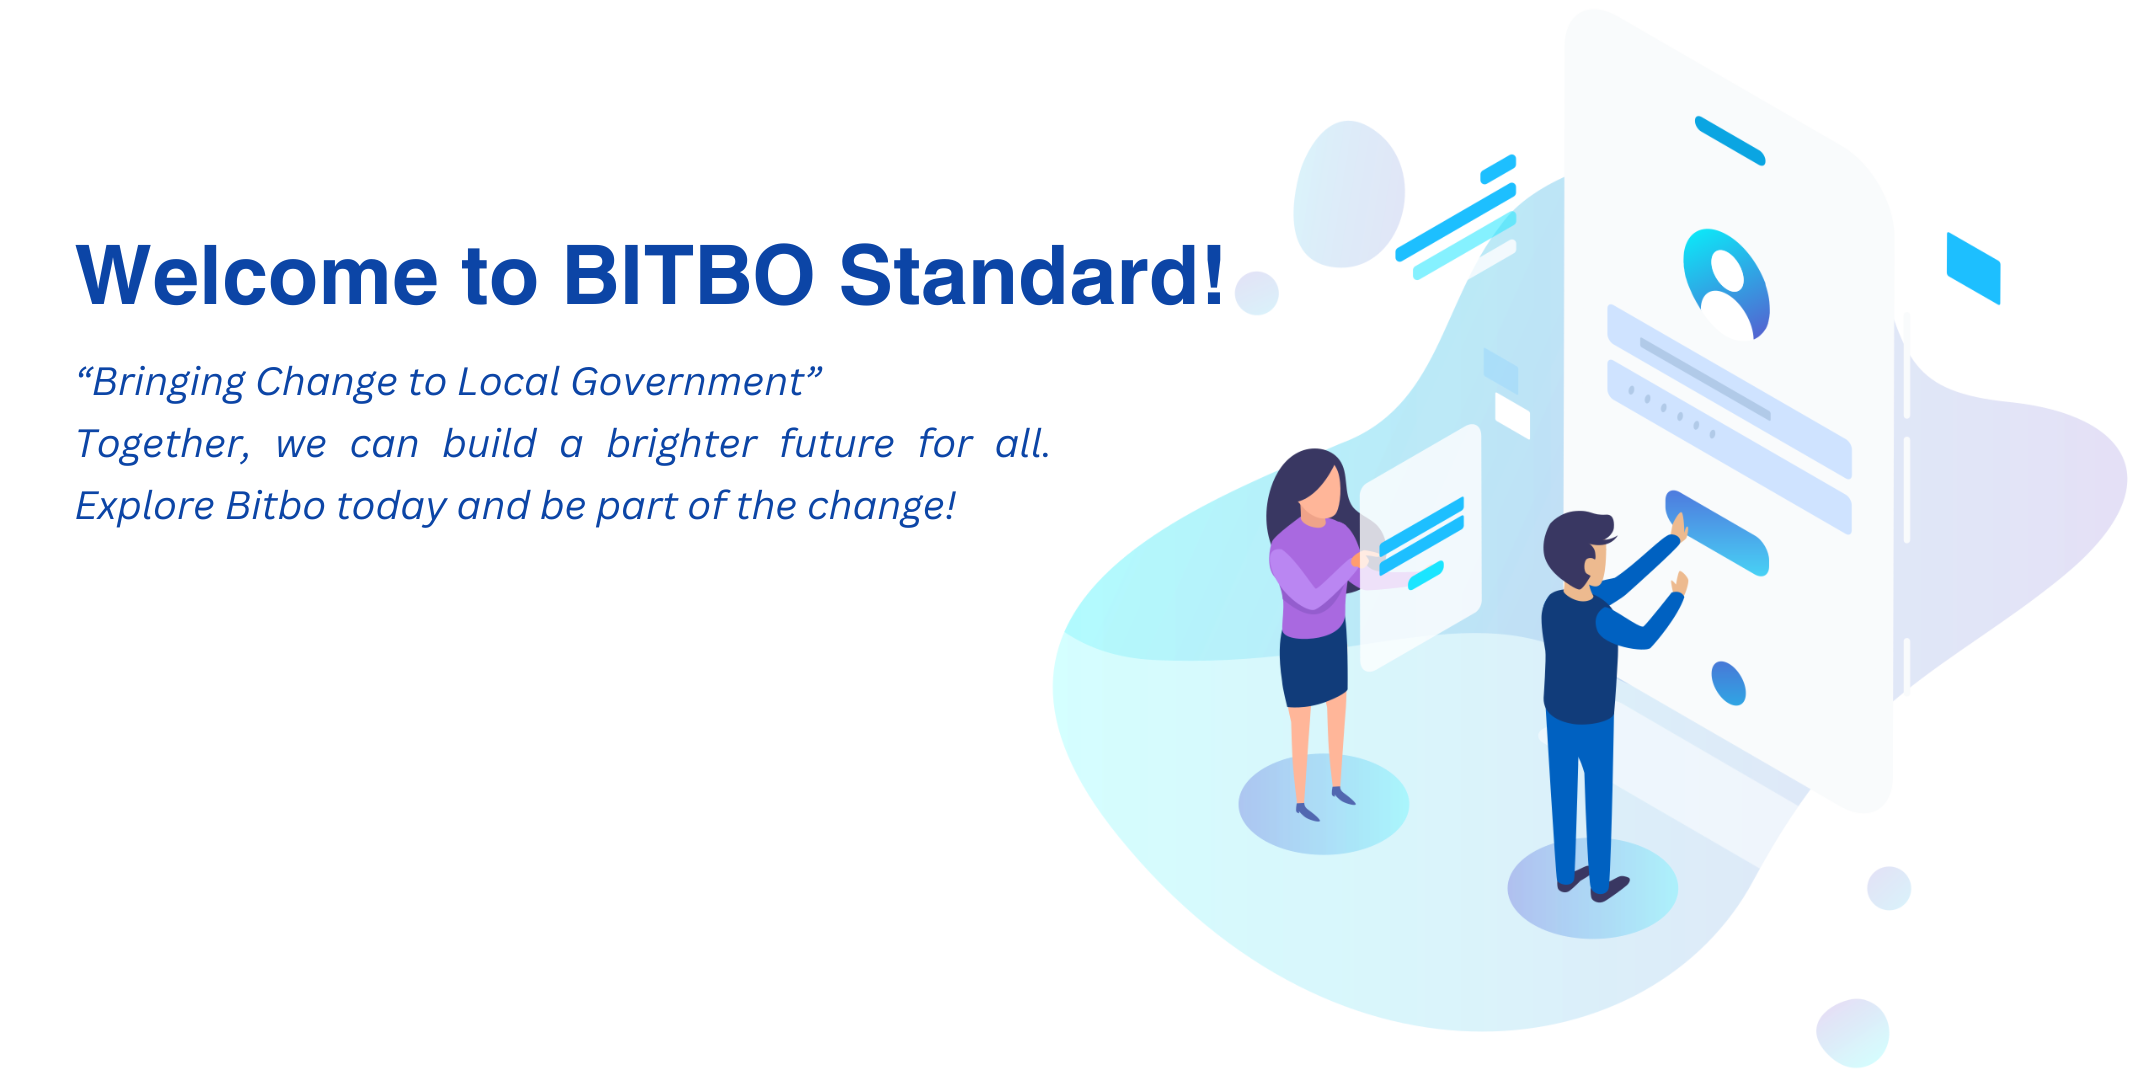 Welcome to BITBO Standard!
“Bringing Change to Local Government”
Together, we can build a brighter future for all.
Explore Bitbo today and be part of the change!